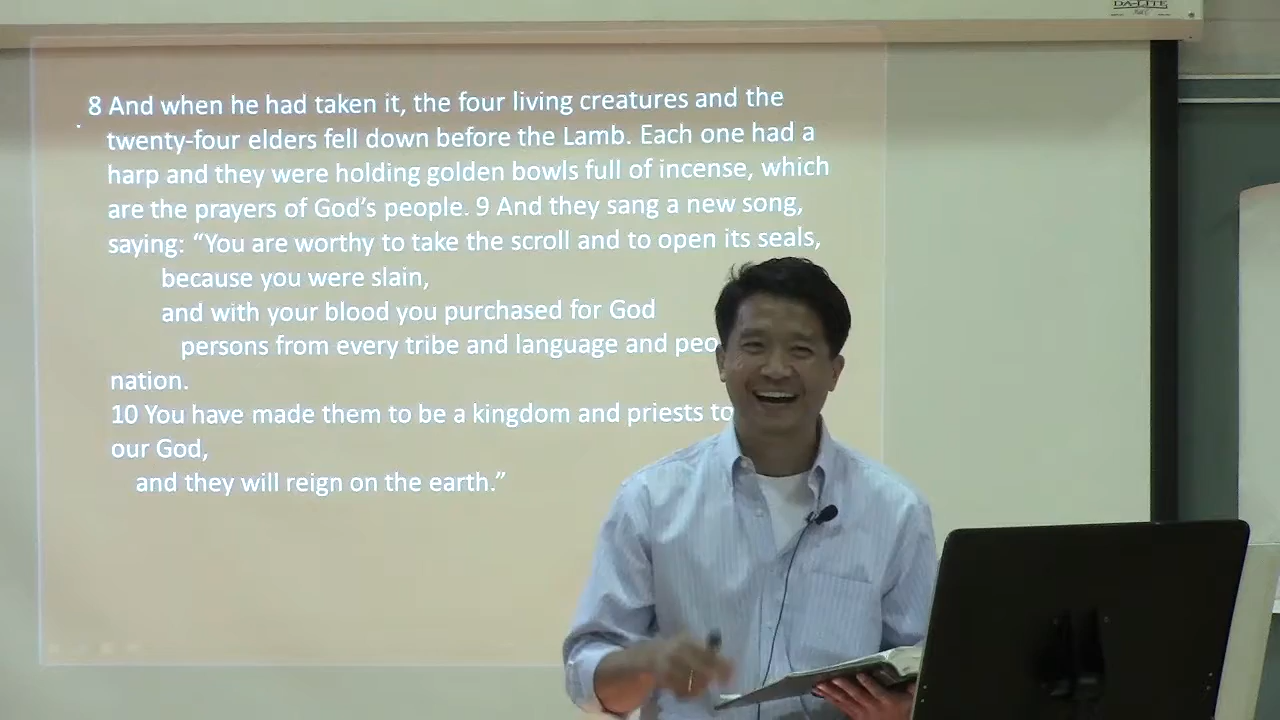 DA-LITE
8 And when he had taken it, the four living creatures and the
twenty-four elders fell down before the Lamb. Each one had a
harp and they were holding golden bowls full of incense, which
are the prayers of God’s people. 9 And they sang a new song,
saying: “You are worthy to take the scroll and to open its seals,
because you were slain,
and with your blood you purchased for God
persons from every tribe and language and peo
nation.
10 You have made them to be a kingdom and priests to
our God,
and they will reign on the earth.”